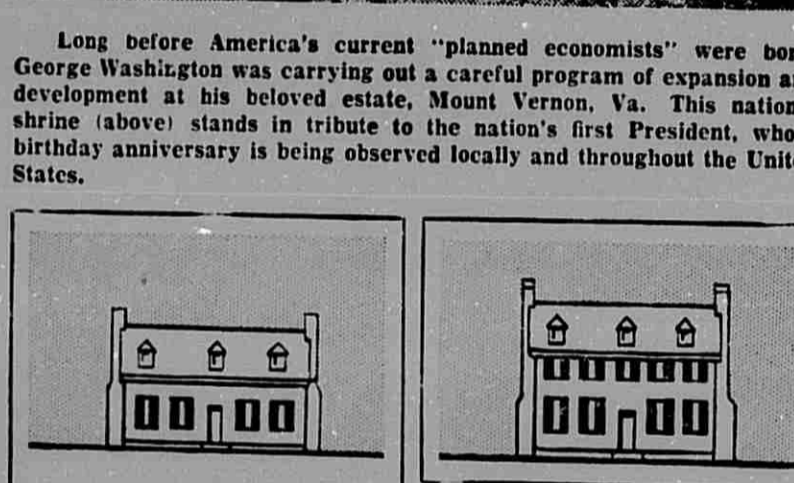 Long before America's current "planned economists" were bor
George Washington was carrying out a careful program of expansion a
development at his beloved estate, Mount Vernon, Va. This nation
shrine (above) stands in tribute to the nation's first President, who
birthday anniversary is being observed locally and throughout the Unit
States.